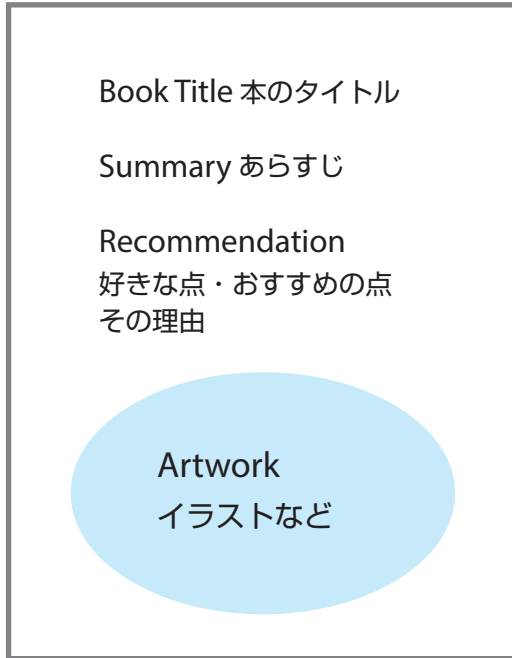 Book Title 本のタイトル
Summary あらすじ
Recommendation
好きな点・おすすめの点
その理由
Artwork
イラストなど